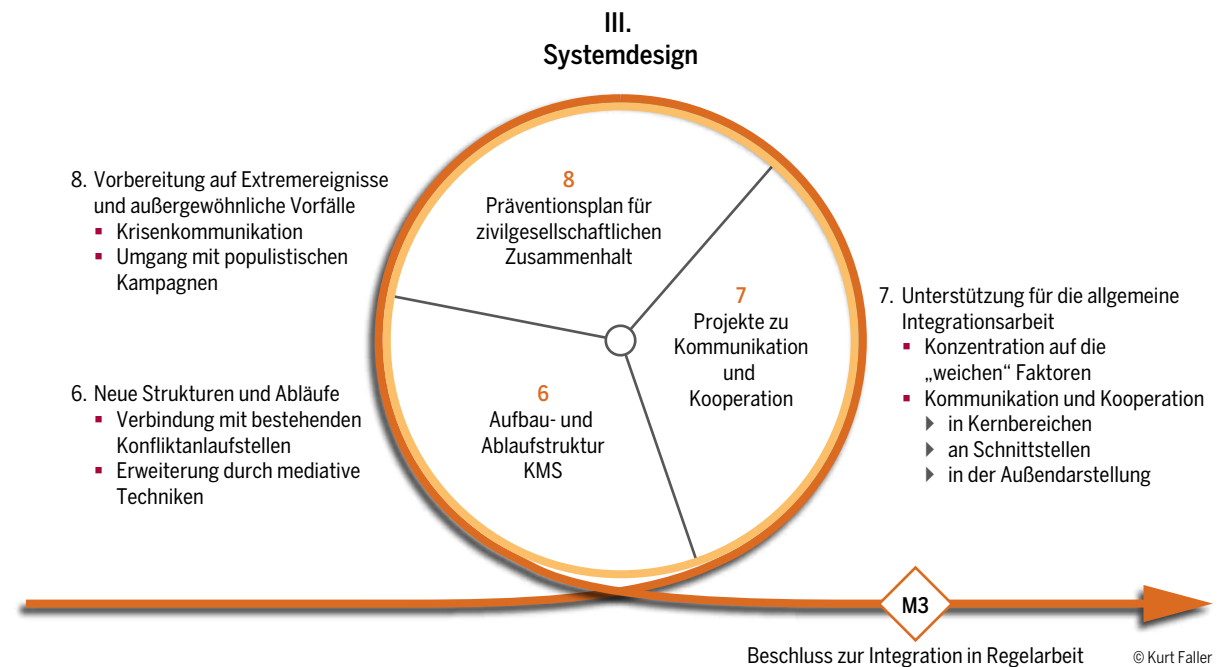 III.
Systemdesign
8. Vorbereitung auf Extremereignisse
und außergewöhnliche Vorfälle
▪ Krisenkommunikation
▪ Umgang mit populistischen
Kampagnen
6. Neue Strukturen und Abläufe
▪ Verbindung mit bestehenden
Konfliktanlaufstellen
▪ Erweiterung durch mediative
Techniken
8
Präventionsplan für
zivilgesellschaftlichen
Zusammenhalt
7
Projekte zu
Kommunikation
und
Kooperation
6
Aufbau- und
Ablaufstruktur
KMS
7. Unterstützung für die allgemeine
Integrationsarbeit
▪ Konzentration auf die
„weichen“ Faktoren
▪ Kommunikation und Kooperation
▶ in Kernbereichen
▶ an Schnittstellen
▶ in der Außendarstellung
M3
Beschluss zur Integration in Regelarbeit
© Kurt Faller